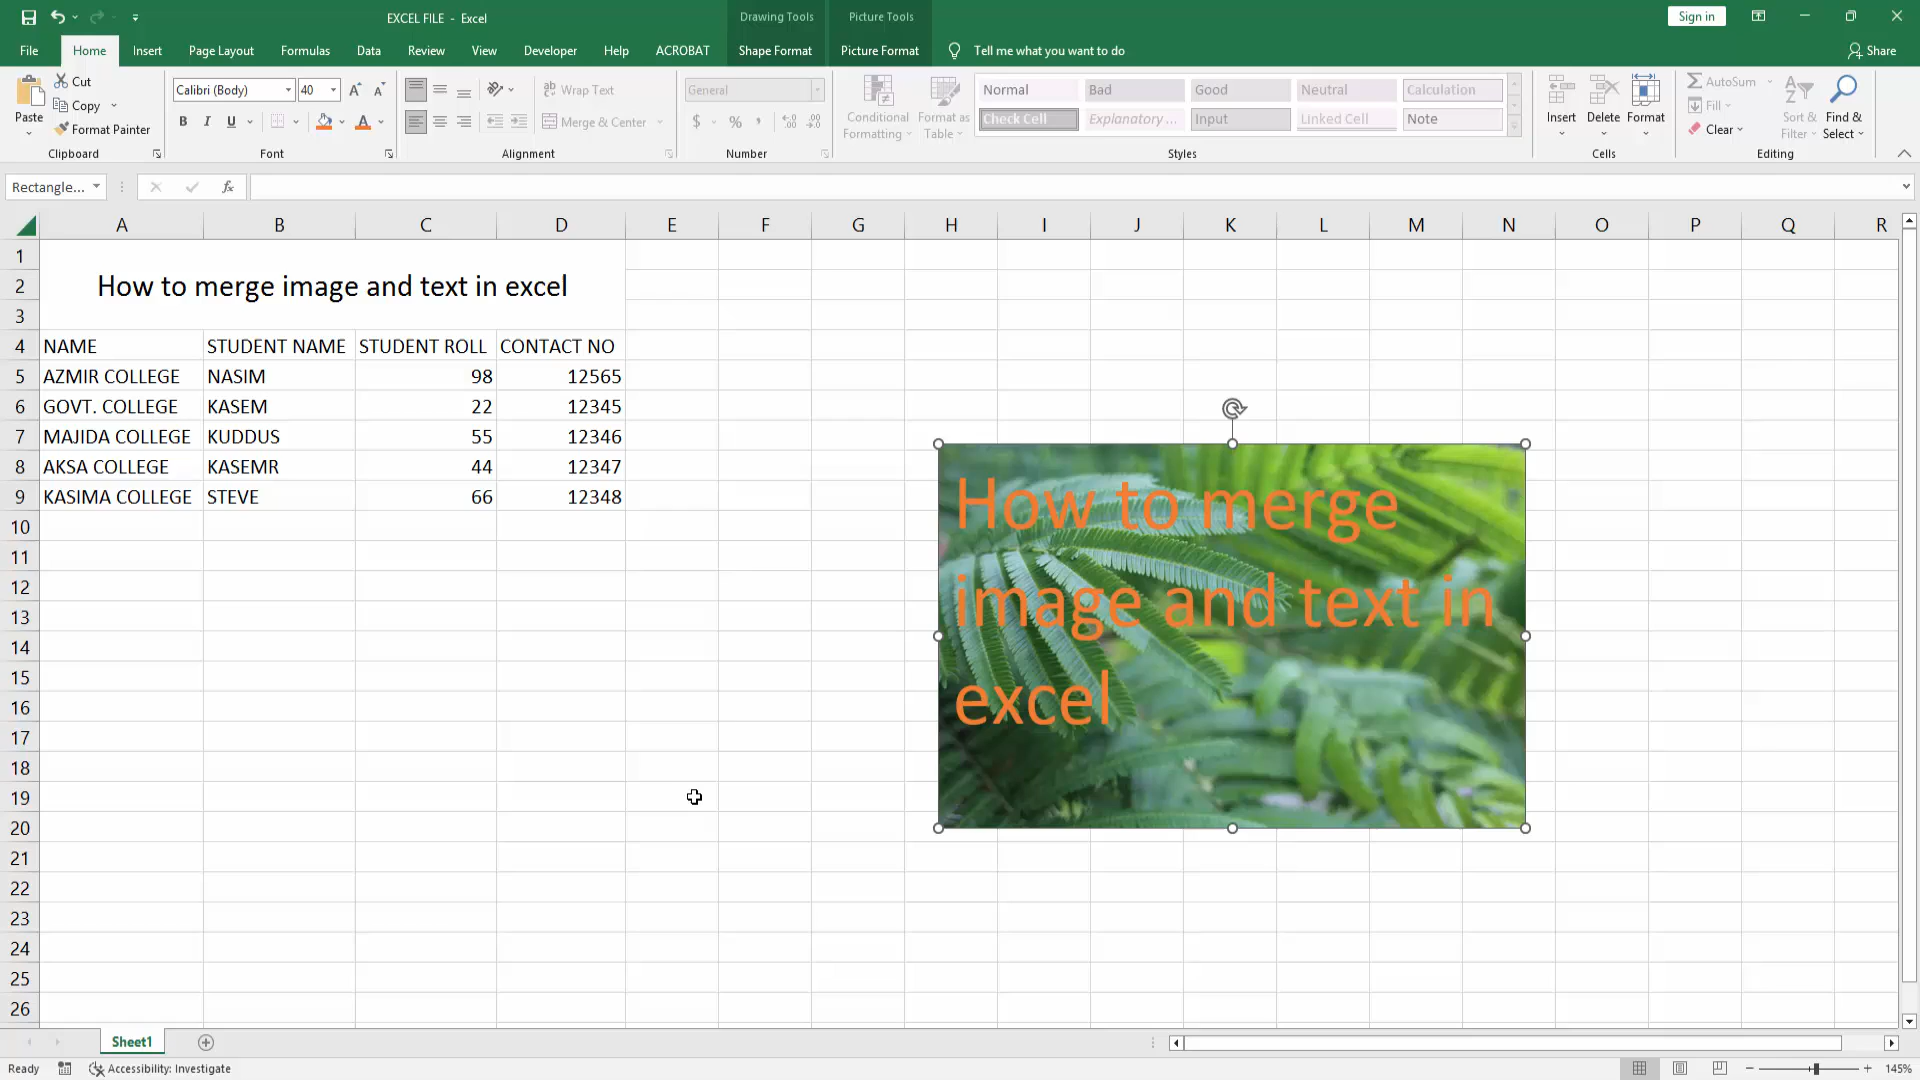 EXCEL FILE - Excel
Drawing Tools
Picture Tools
Sign in
File
Home
Insert
Page Layout
Formulas
Data
Review
View
Developer
Help
ACROBAT
Shape Format
Picture Format
Tell me what you want to do
Share
Paste
Cut
Copy
Format Painter
Clipboard
Calibri (Body)
40
B I U
Font
Wrap Text
Merge & Center
Alignment
General
$ % ,
Number
Conditional Formatting
Format as Table
Normal
Bad
Good
Neutral
Calculation
Check Cell
Explanatory ...
Input
Linked Cell
Note
Styles
Insert
Delete
Format
Cells
AutoSum
Fill
Clear
Sort & Filter
Find & Select
Editing
Rectangle...
fx
A B C D E F G H I J K L M N O P Q R
1
2 How to merge image and text in excel
3
4 NAME STUDENT NAME STUDENT ROLL CONTACT NO
5 AZMIR COLLEGE NASIM 98 12565
6 GOVT. COLLEGE KASEM 22 12345
7 MAJIDA COLLEGE KUDDUS 55 12346
8 AKSA COLLEGE KASEMR 44 12347
9 KASIMA COLLEGE STEVE 66 12348
10
11
12
13
14
15
16
17
18
19
20
21
22
23
24
25
26
How to merge
image and text in
excel
Sheet1
Ready
Accessibility: Investigate
145%